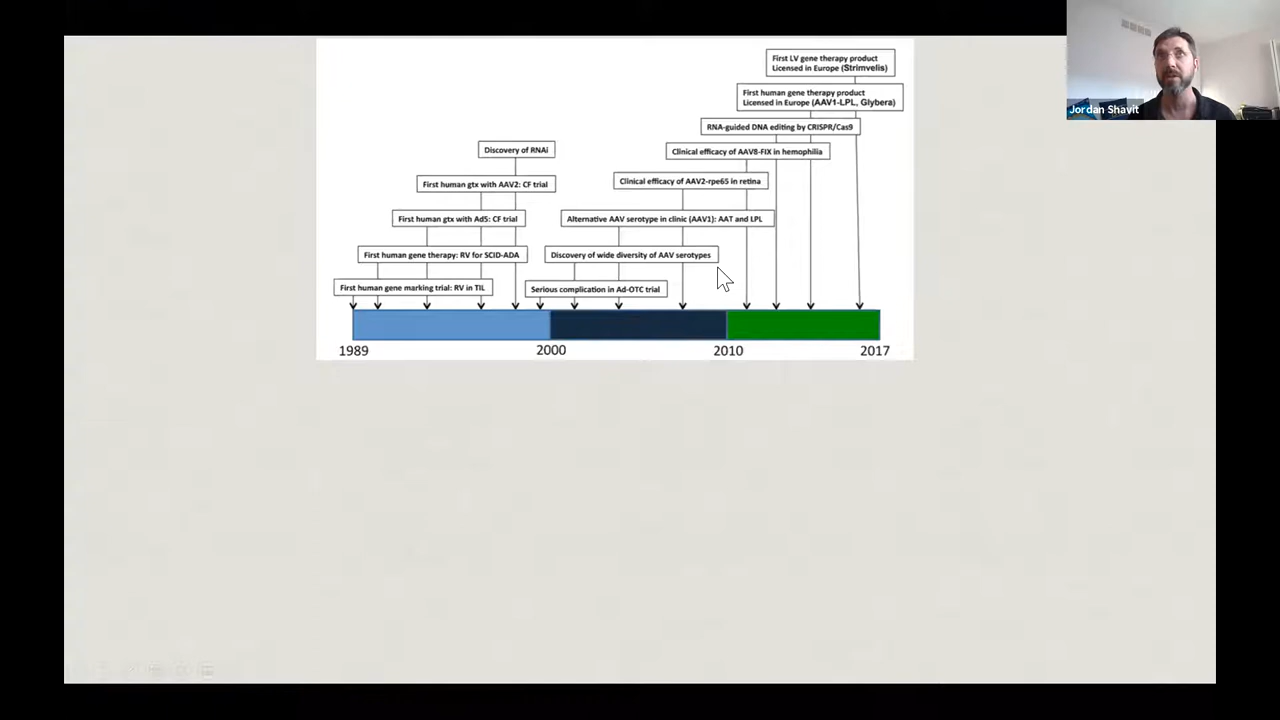 First LV gene therapy product
Licensed in Europe (Strimvelis)
First human gene therapy product
Licensed in Europe (AAV1-LPL, Glybera)
RNA-guided DNA editing by CRISPR/Cas9
Clinical efficacy of AAV8-FIX in hemophilia
Discovery of RNAi
Clinical efficacy of AAV2-rpe65 in retina
First human gtx with AAV2: CF trial
Alternative AAV serotype in clinic (AAV1): AAT and LPL
First human gtx with Ad5: CF trial
Discovery of wide diversity of AAV serotypes
First human gene therapy: RV for SCID-ADA
Serious complication in Ad-OTC trial
First human gene marking trial: RV in TIL
1989 2000 2010 2017
Jordan Shavit